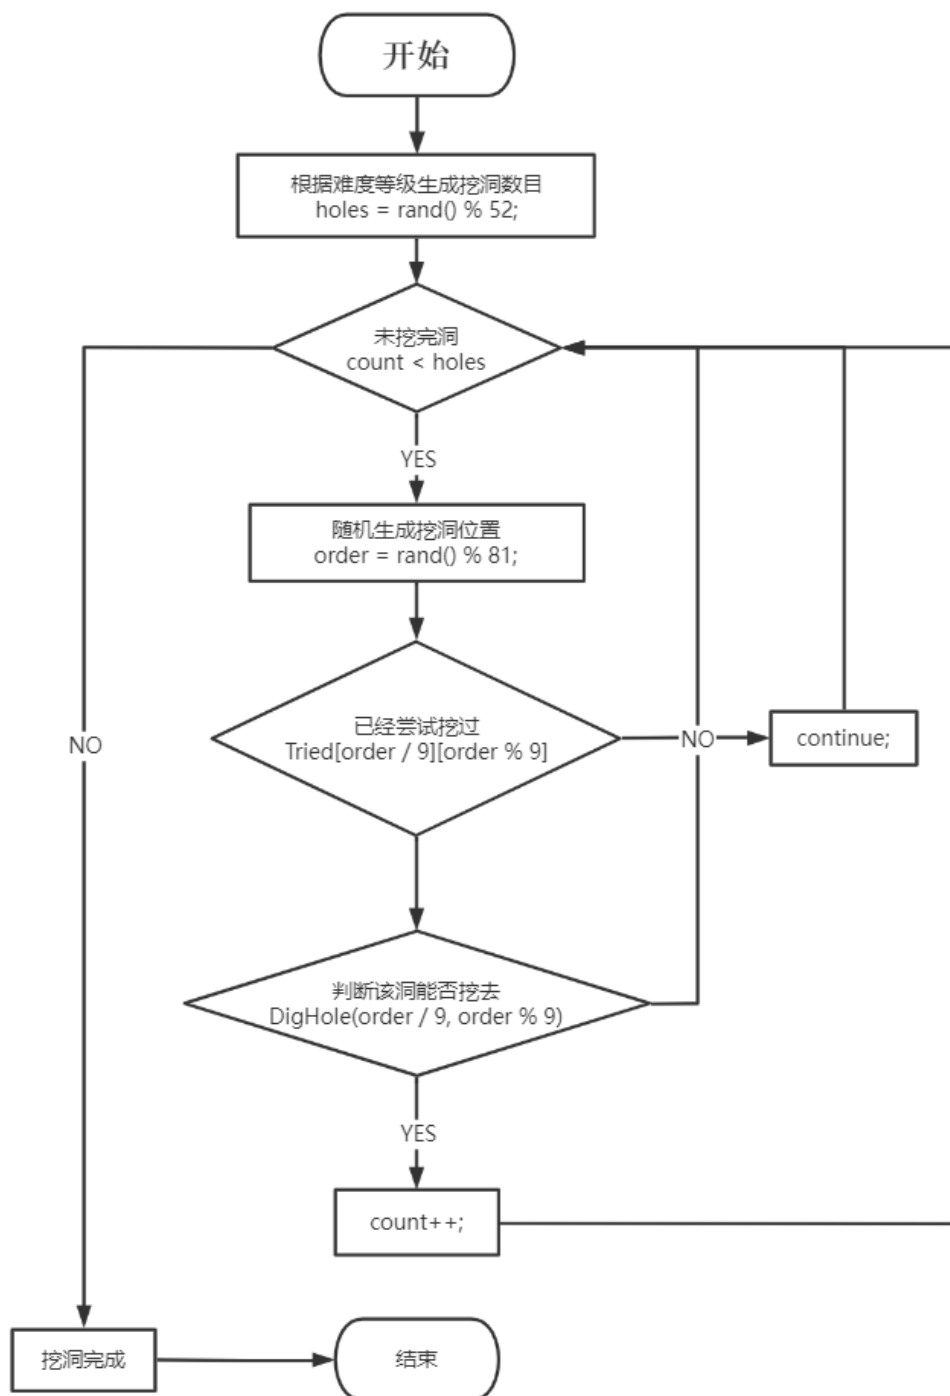 开始
根据难度等级生成挖洞数目
holes = rand() % 52;
未挖完洞
count < holes
YES
随机生成挖洞位置
order = rand() % 81;
已经尝试挖过
Tried[order / 9][order % 9]
NO
NO
continue;
判断该洞能否挖去
DigHole(order / 9, order % 9)
YES
count++;
挖洞完成
结束